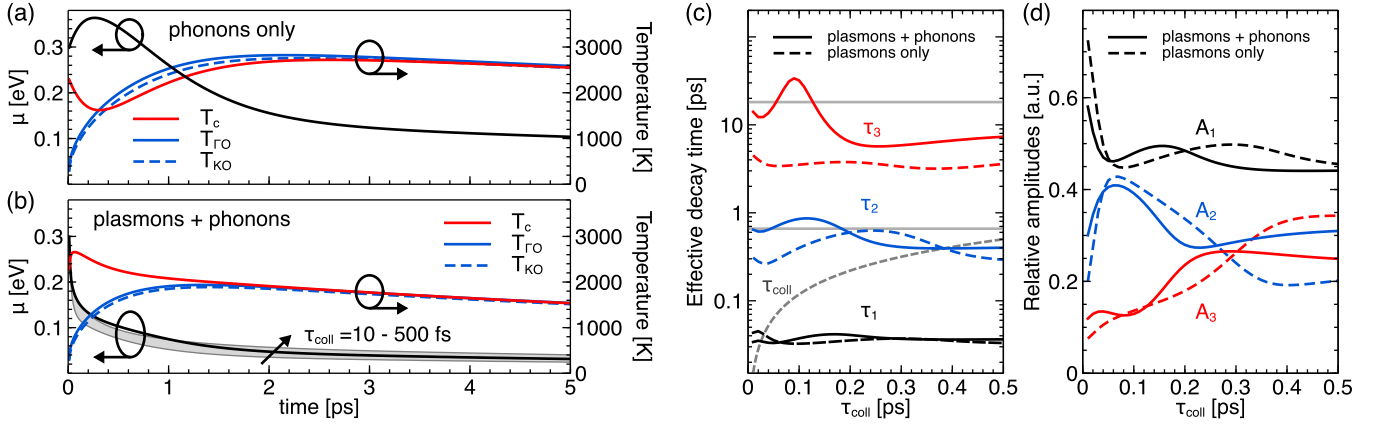 (a)
phonons only
μ [eV]
0.3
0.2
0.1
Temperature [K]
3000
2000
1000
0
T_c
T_ΓO
T_KO
(b)
plasmons + phonons
μ [eV]
0.3
0.2
0.1
Temperature [K]
3000
2000
1000
0
T_c
T_ΓO
T_KO
τ_coll =10 - 500 fs
0 1 2 3 4 5
time [ps]
(c)
plasmons + phonons
plasmons only
Effective decay time [ps]
10
1
0.1
τ_3
τ_2
τ_coll
τ_1
0 0.1 0.2 0.3 0.4 0.5
τ_coll [ps]
(d)
plasmons + phonons
plasmons only
Relative amplitudes [a.u.]
0.6
0.4
0.2
0
A_1
A_2
A_3
0 0.1 0.2 0.3 0.4 0.5
τ_coll [ps]